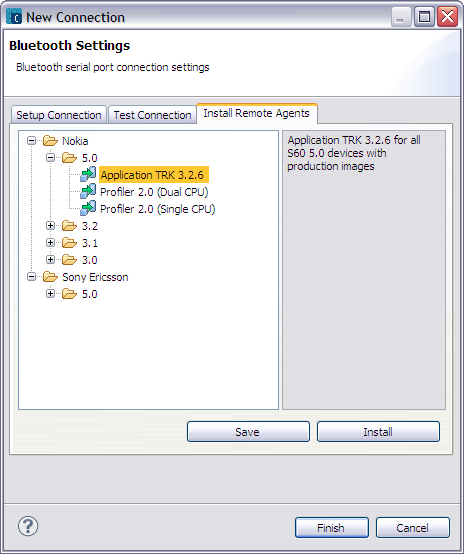 New Connection
Bluetooth Settings
Bluetooth serial port connection settings
Setup Connection Test Connection Install Remote Agents
Nokia
5.0
Application TRK 3.2.6
Profiler 2.0 (Dual CPU)
Profiler 2.0 (Single CPU)
3.2
3.1
3.0
Sony Ericsson
5.0
Application TRK 3.2.6 for all
S60 5.0 devices with
production images
Save Install
? Finish Cancel